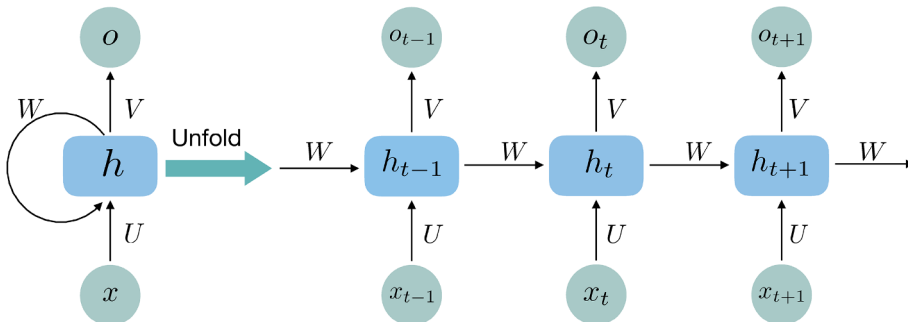 o o_{t-1} o_t o_{t+1}
W V V V V
Unfold
h W h_{t-1} W h_t W h_{t+1} W
U U U U
x x_{t-1} x_t x_{t+1}